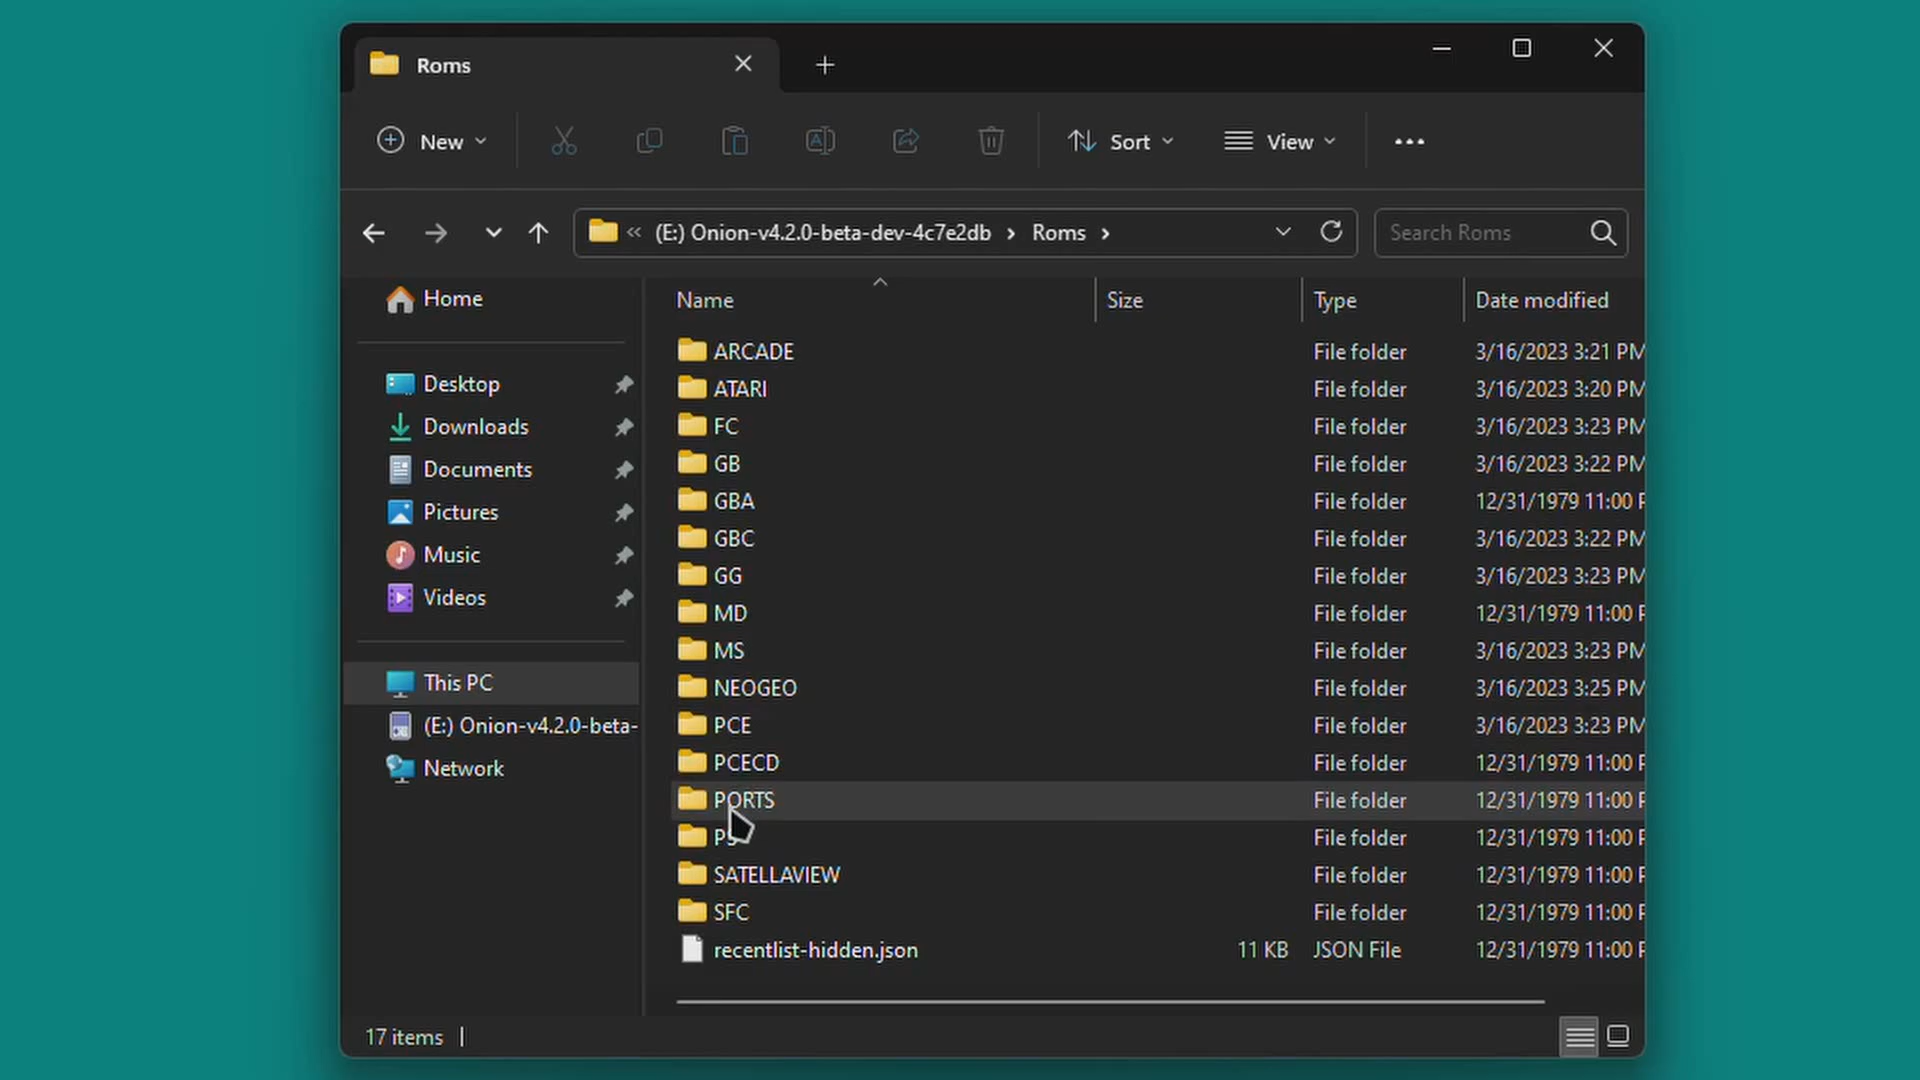 Roms
New
Sort
View
(E:) Onion-v4.2.0-beta-dev-4c7e2db > Roms >
Search Roms
Home
Desktop
Downloads
Documents
Pictures
Music
Videos
This PC
(E:) Onion-v4.2.0-beta-
Network
Name Size Type Date modified
ARCADE File folder 3/16/2023 3:21 PM
ATARI File folder 3/16/2023 3:20 PM
FC File folder 3/16/2023 3:23 PM
GB File folder 3/16/2023 3:22 PM
GBA File folder 12/31/1979 11:00 P
GBC File folder 3/16/2023 3:22 PM
GG File folder 3/16/2023 3:23 PM
MD File folder 12/31/1979 11:00 P
MS File folder 3/16/2023 3:23 PM
NEOGEO File folder 3/16/2023 3:25 PM
PCE File folder 3/16/2023 3:23 PM
PCECD File folder 12/31/1979 11:00 P
PORTS File folder 12/31/1979 11:00 P
PS File folder 12/31/1979 11:00 P
SATELLAVIEW File folder 12/31/1979 11:00 P
SFC File folder 12/31/1979 11:00 P
recentlist-hidden.json 11 KB JSON File 12/31/1979 11:00 P
17 items